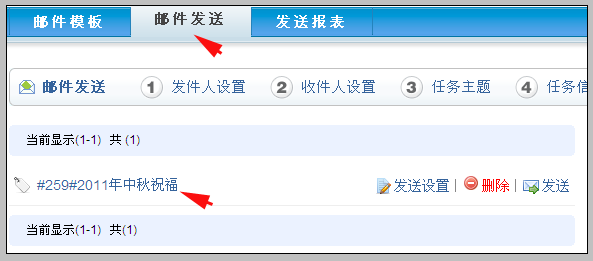 邮件模板 邮件发送 发送报表
邮件发送 1 发件人设置 2 收件人设置 3 任务主题 4 任务信
当前显示(1-1) 共 (1)
#259#2011年中秋祝福 发送设置 | 删除 | 发送
当前显示(1-1) 共(1)